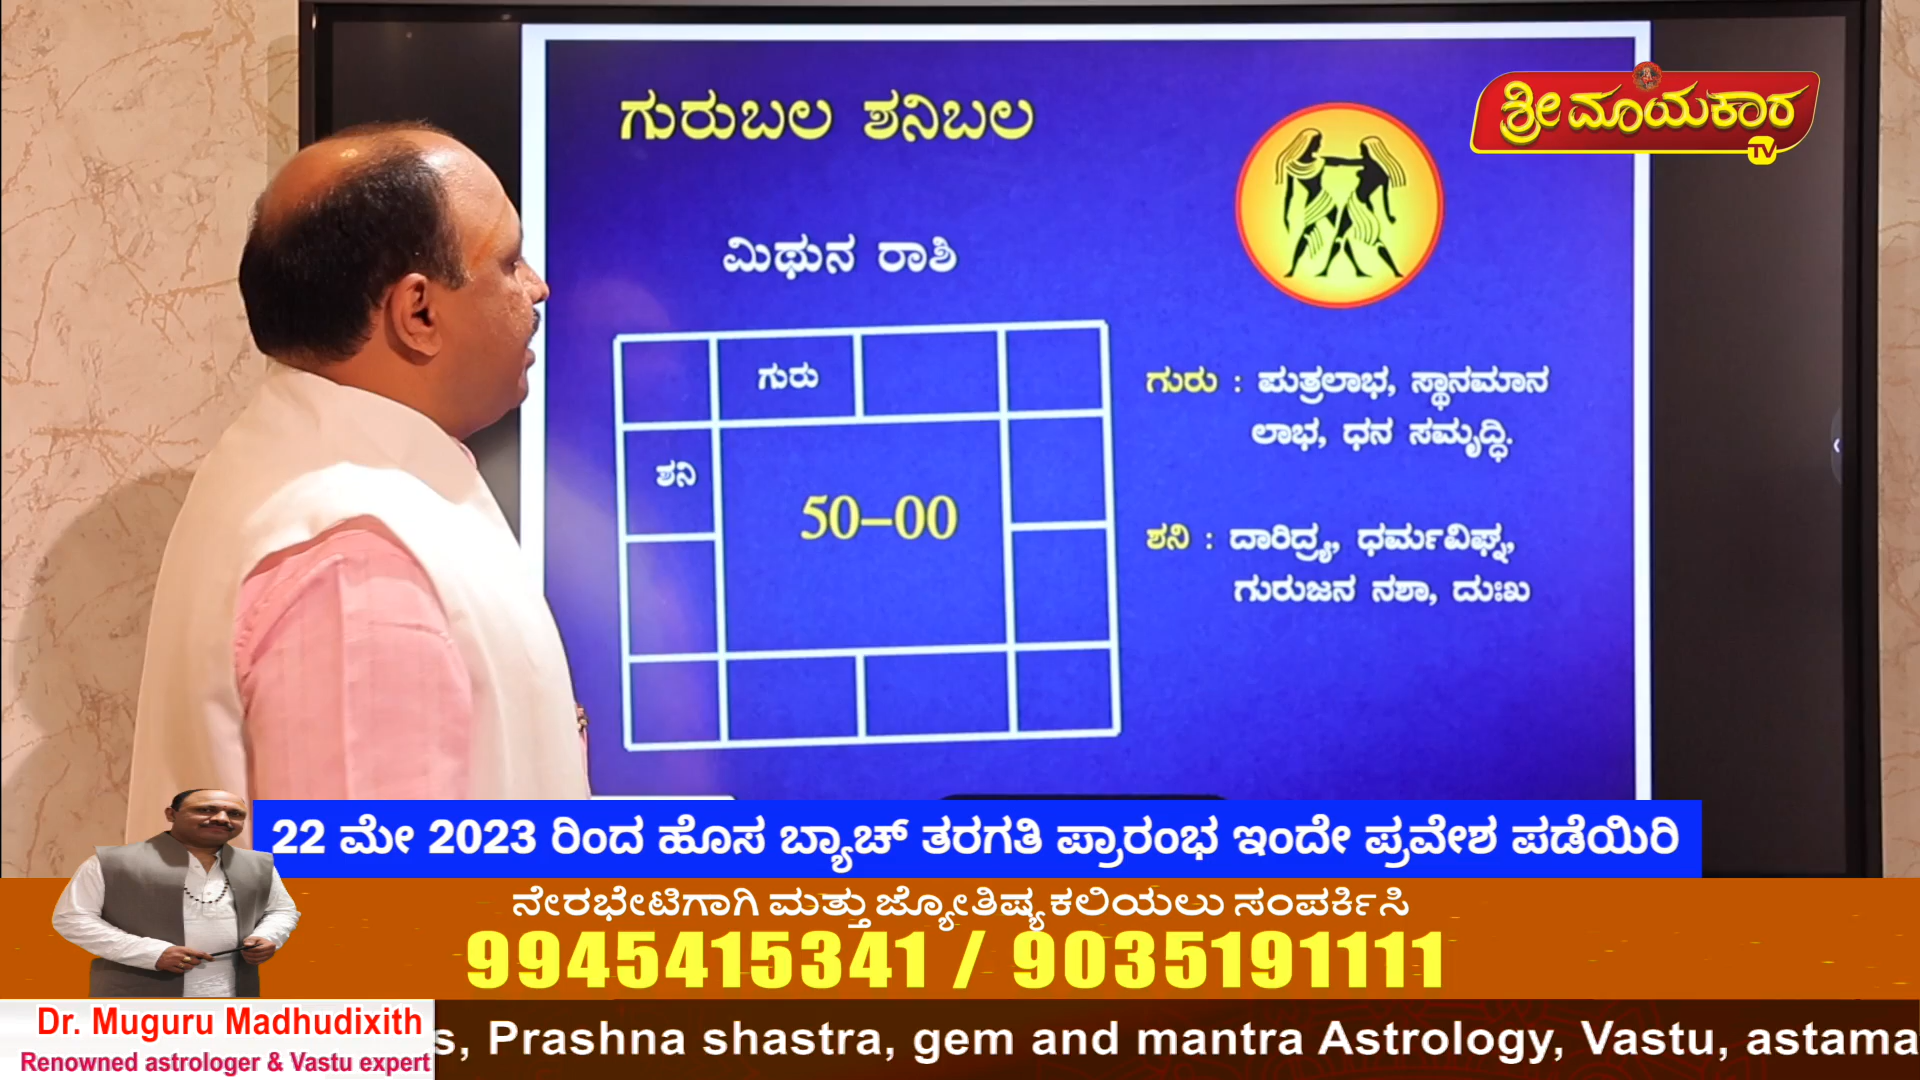 ಗುರುಬಲ ಶನಿಬಲ
ಶ್ರೀ ಮಾಯಕಾರ
TV
ಮಿಥುನ ರಾಶಿ
ಗುರು
ಶನಿ
50-00
ಗುರು : ಪುತ್ರಲಾಭ, ಸ್ಥಾನಮಾನ
ಲಾಭ, ಧನ ಸಮೃದ್ಧಿ.
ಶನಿ : ದಾರಿದ್ರ್ಯ, ಧರ್ಮವಿಘ್ನ,
ಗುರುಜನ ನಶಾ, ದುಃಖ
22 ಮೇ 2023 ರಿಂದ ಹೊಸ ಬ್ಯಾಚ್ ತರಗತಿ ಪ್ರಾರಂಭ ಇಂದೇ ಪ್ರವೇಶ ಪಡೆಯಿರಿ
ನೇರಭೇಟಿಗಾಗಿ ಮತ್ತು ಜ್ಯೋತಿಷ್ಯ ಕಲಿಯಲು ಸಂಪರ್ಕಿಸಿ
9945415341 / 9035191111
Dr. Muguru Madhudixith
Renowned astrologer & Vastu expert
s, Prashna shastra, gem and mantra Astrology, Vastu, astama